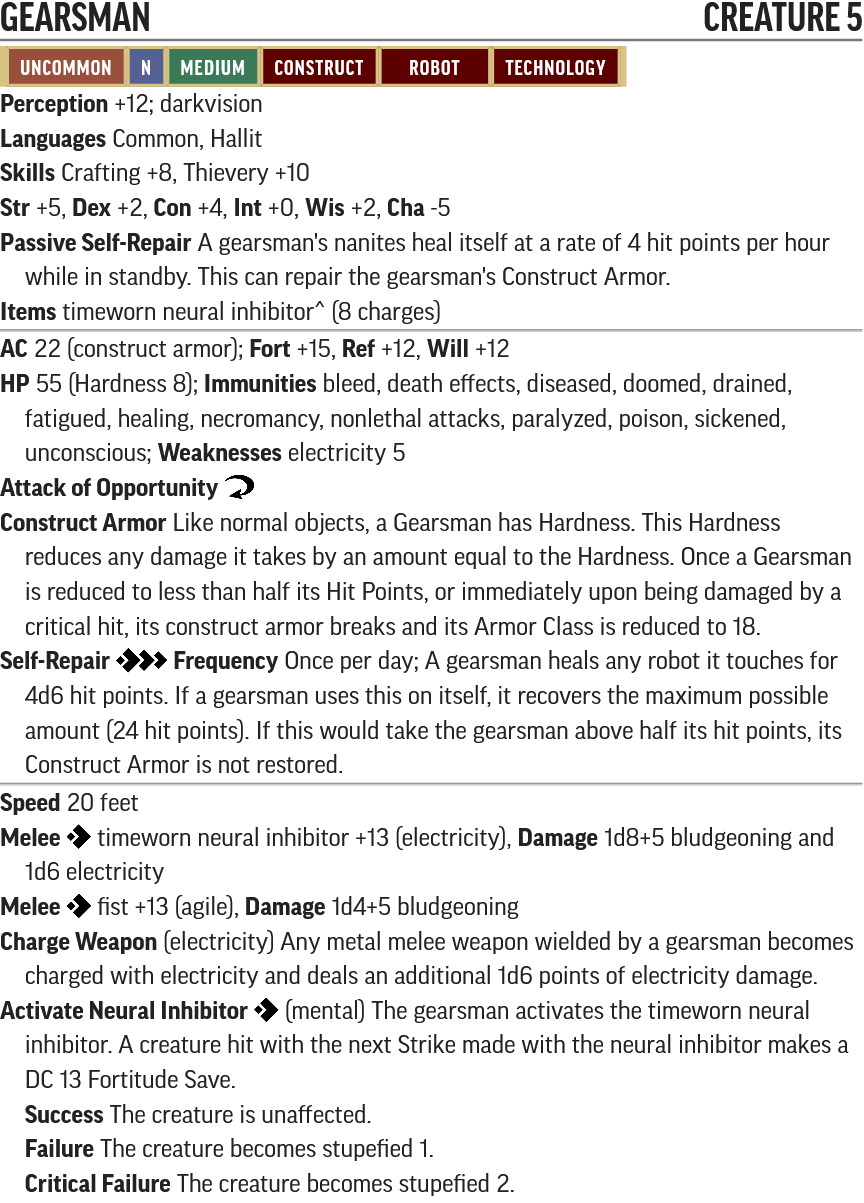 GEARSMAN CREATURE 5
UNCOMMON N MEDIUM CONSTRUCT ROBOT TECHNOLOGY
Perception +12; darkvision
Languages Common, Hallit
Skills Crafting +8, Thievery +10
Str +5, Dex +2, Con +4, Int +0, Wis +2, Cha -5
Passive Self-Repair A gearsman's nanites heal itself at a rate of 4 hit points per hour
while in standby. This can repair the gearsman's Construct Armor.
Items timeworn neural inhibitor^ (8 charges)
AC 22 (construct armor); Fort +15, Ref +12, Will +12
HP 55 (Hardness 8); Immunities bleed, death effects, diseased, doomed, drained,
fatigued, healing, necromancy, nonlethal attacks, paralyzed, poison, sickened,
unconscious; Weaknesses electricity 5
Attack of Opportunity
Construct Armor Like normal objects, a Gearsman has Hardness. This Hardness
reduces any damage it takes by an amount equal to the Hardness. Once a Gearsman
is reduced to less than half its Hit Points, or immediately upon being damaged by a
critical hit, its construct armor breaks and its Armor Class is reduced to 18.
Self-Repair Frequency Once per day; A gearsman heals any robot it touches for
4d6 hit points. If a gearsman uses this on itself, it recovers the maximum possible
amount (24 hit points). If this would take the gearsman above half its hit points, its
Construct Armor is not restored.
Speed 20 feet
Melee timeworn neural inhibitor +13 (electricity), Damage 1d8+5 bludgeoning and
1d6 electricity
Melee fist +13 (agile), Damage 1d4+5 bludgeoning
Charge Weapon (electricity) Any metal melee weapon wielded by a gearsman becomes
charged with electricity and deals an additional 1d6 points of electricity damage.
Activate Neural Inhibitor (mental) The gearsman activates the timeworn neural
inhibitor. A creature hit with the next Strike made with the neural inhibitor makes a
DC 13 Fortitude Save.
Success The creature is unaffected.
Failure The creature becomes stupefied 1.
Critical Failure The creature becomes stupefied 2.